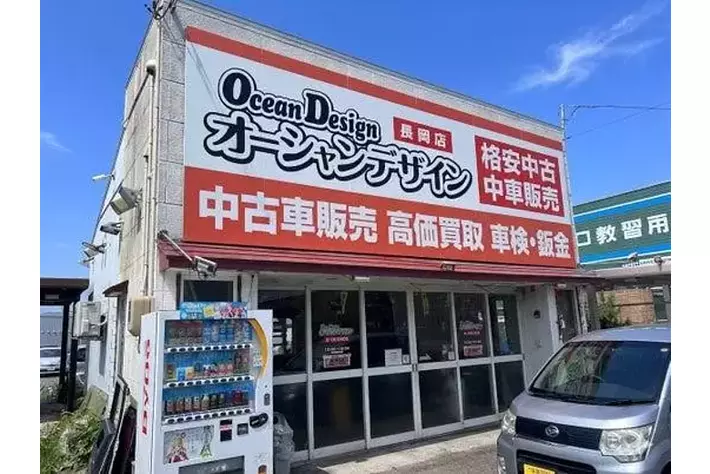 Ocean Design
オーシャンデザイン
長岡店
格安中古
中車販売
中古車販売 高価買取 車検・鈑金
教習用